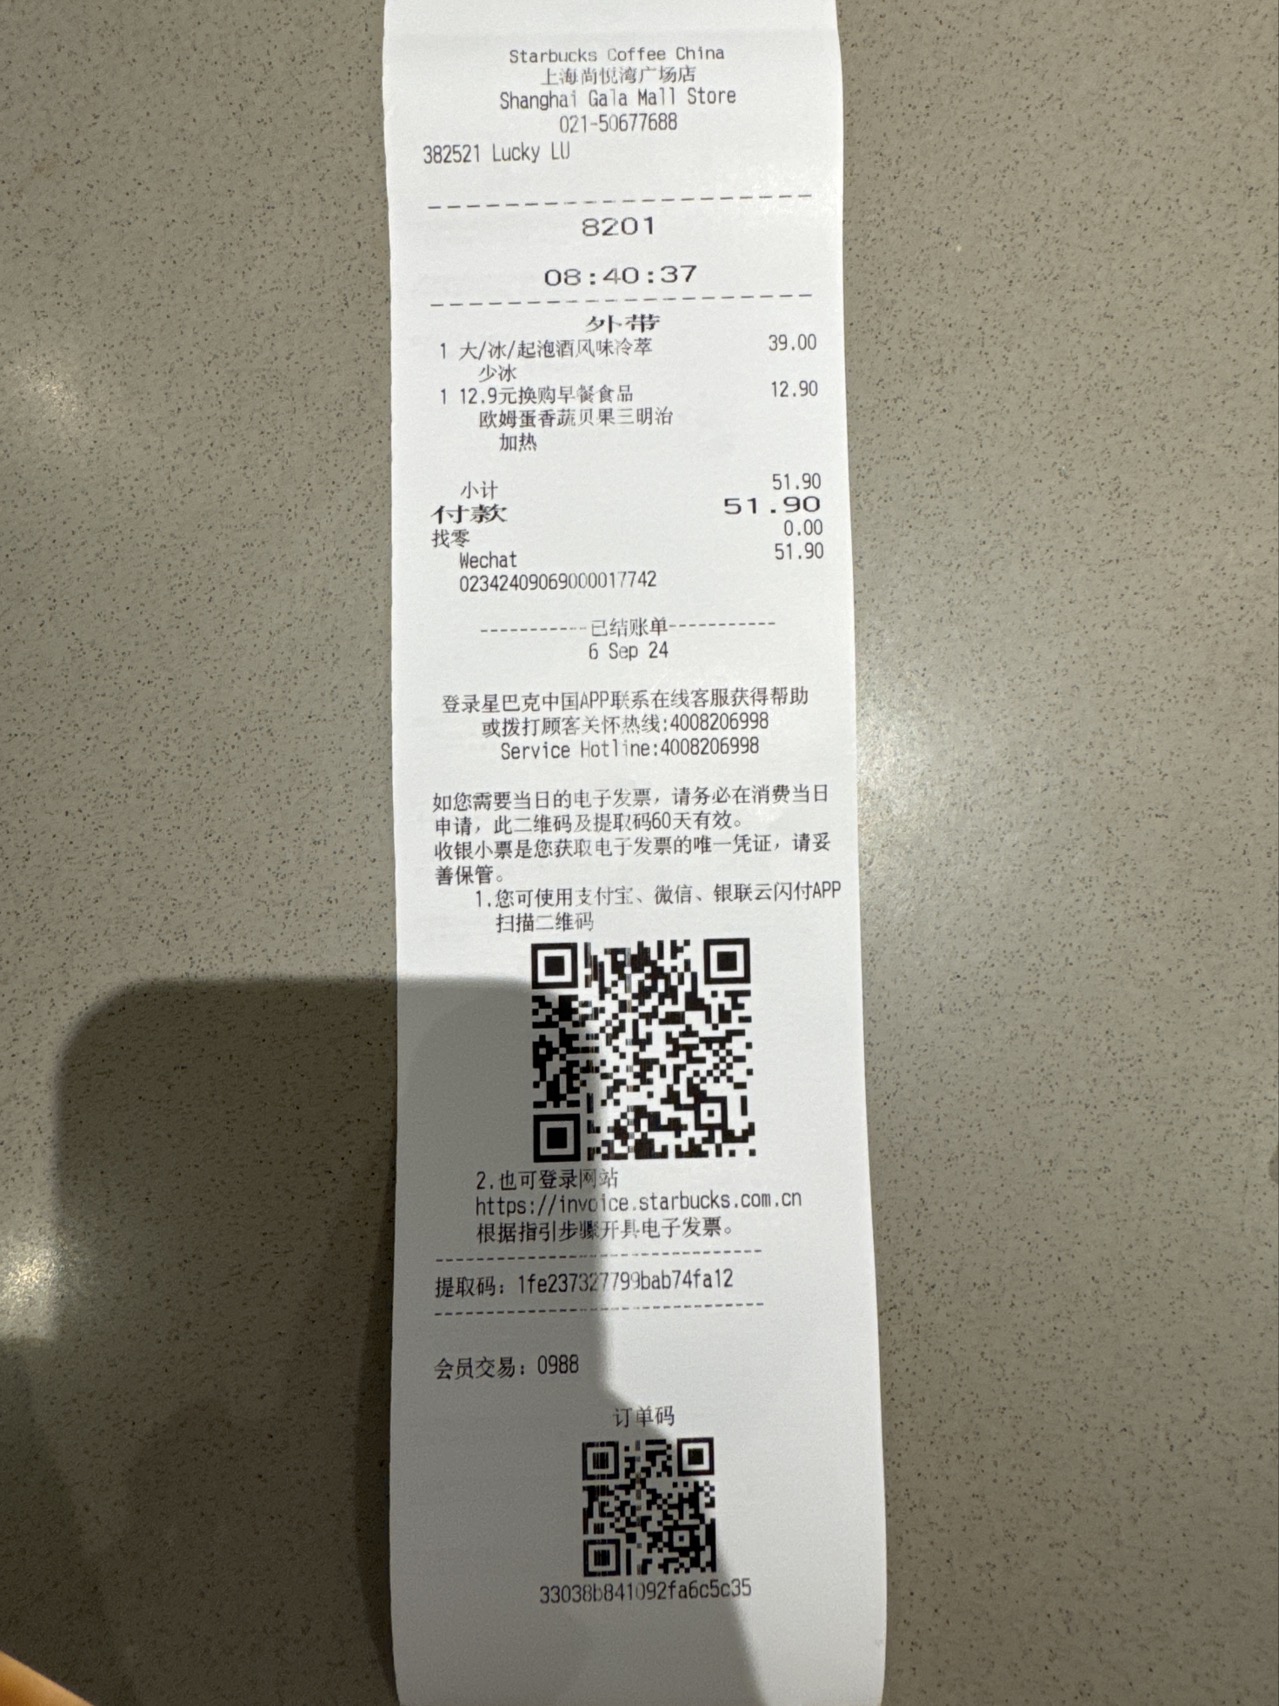 Starbucks Coffee China
上海尚悦湾广场店
Shanghai Gala Mall Store
021-50677688
382521 Lucky LU
8201
08:40:37
外带
1 大/冰/起泡酒风味冷萃 39.00
少冰
1 12.9元换购早餐食品 12.90
欧姆蛋香蔬贝果三明治
加热
小计 51.90
付款 51.90
找零 0.00
Wechat 51.90
02342409069000017742
-----------已结账单-----------
6 Sep 24
登录星巴克中国APP联系在线客服获得帮助
或拨打顾客关怀热线:4008206998
Service Hotline:4008206998
如您需要当日的电子发票，请务必在消费当日
申请，此二维码及提取码60天有效。
收银小票是您获取电子发票的唯一凭证，请妥
善保管。
1.您可使用支付宝、微信、银联云闪付APP
扫描二维码
2.也可登录网站
https://invoice.starbucks.com.cn
根据指引步骤开具电子发票。
提取码：1fe237327799bab74fa12
会员交易：0988
订单码
33038b841092fa6c5c35